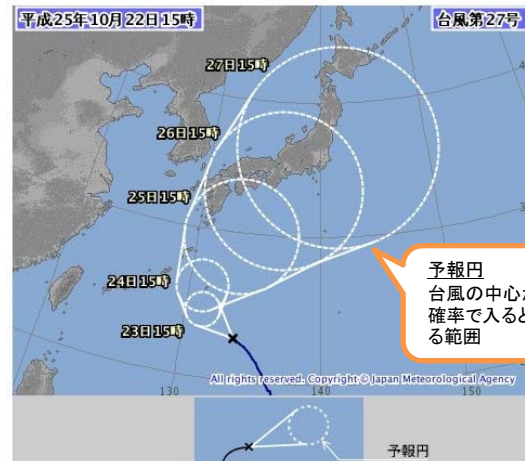 平成25年10月22日15時
台風第27号
27日15時
26日15時
25日15時
24日15時
23日15時
予報円
台風の中心が
確率で入ると
る範囲
All rights reserved. Copyright © Japan Meteorological Agency
130
140
150
予報円